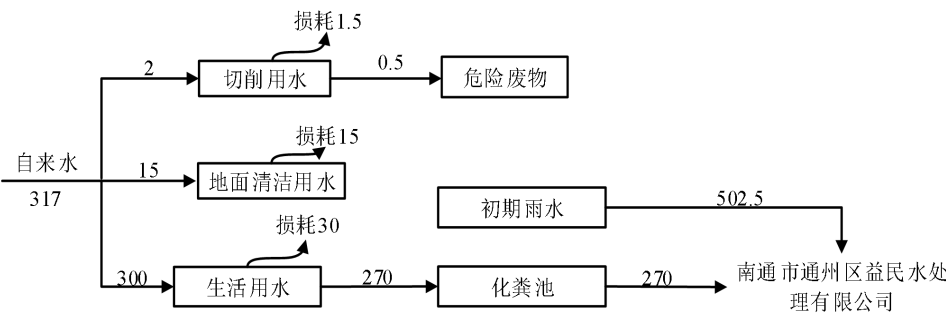 损耗1.5
2
切削用水
0.5
危险废物
损耗15
自来水
317
15
地面清洁用水
初期雨水
502.5
损耗30
300
生活用水
270
化粪池
270
南通市通州区益民水处
理有限公司